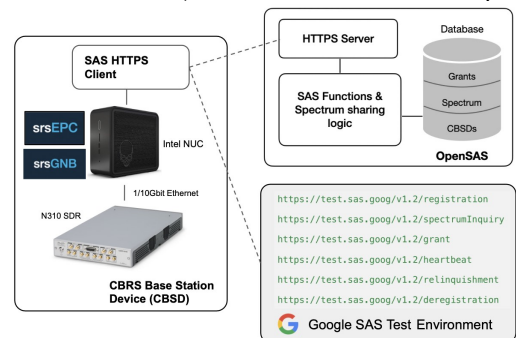 SAS HTTPS
Client
srsEPC
srsGNB
Intel NUC
1/10Gbit Ethernet
N310 SDR
CBRS Base Station
Device (CBSD)
HTTPS Server
SAS Functions &
Spectrum sharing
logic
Database
Grants
Spectrum
CBSDs
OpenSAS
https://test.sas.goog/v1.2/registration
https://test.sas.goog/v1.2/spectrumInquiry
https://test.sas.goog/v1.2/grant
https://test.sas.goog/v1.2/heartbeat
https://test.sas.goog/v1.2/relinquishment
https://test.sas.goog/v1.2/deregistration
Google SAS Test Environment